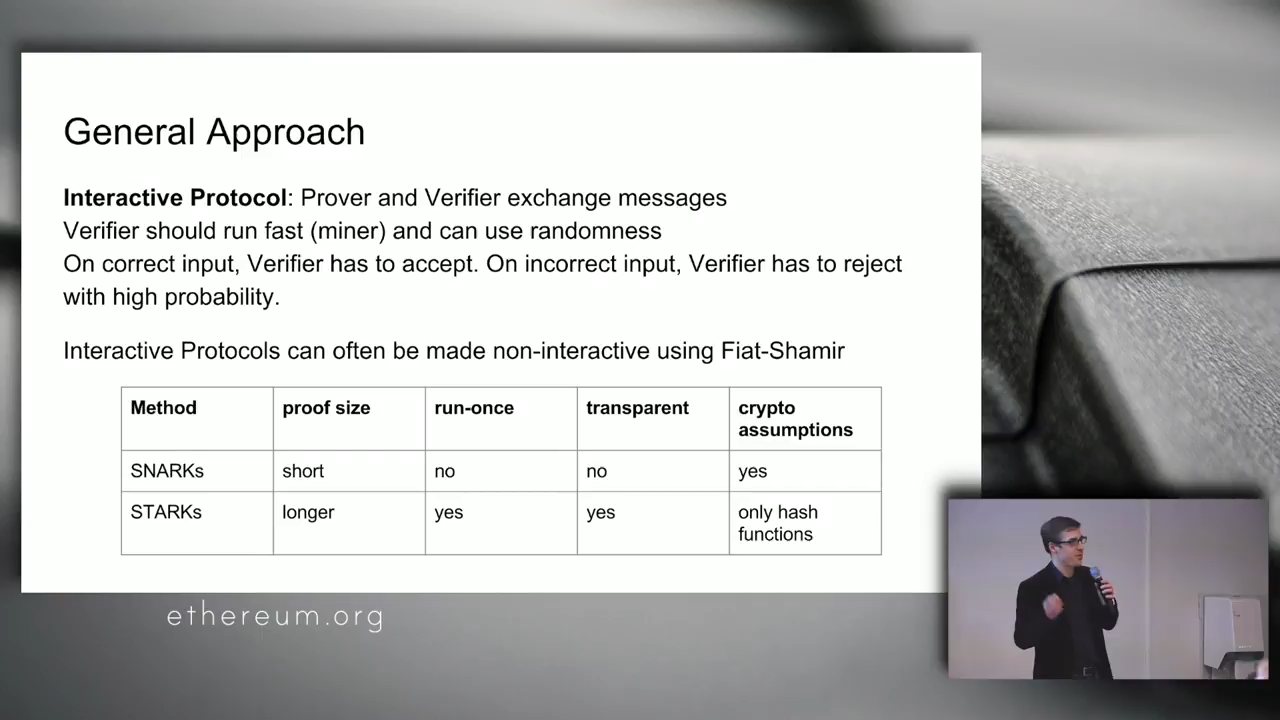 General Approach
Interactive Protocol: Prover and Verifier exchange messages
Verifier should run fast (miner) and can use randomness
On correct input, Verifier has to accept. On incorrect input, Verifier has to reject
with high probability.
Interactive Protocols can often be made non-interactive using Fiat-Shamir
Method proof size run-once transparent crypto
assumptions
SNARKs short no no yes
STARKs longer yes yes only hash
functions
ethereum.org